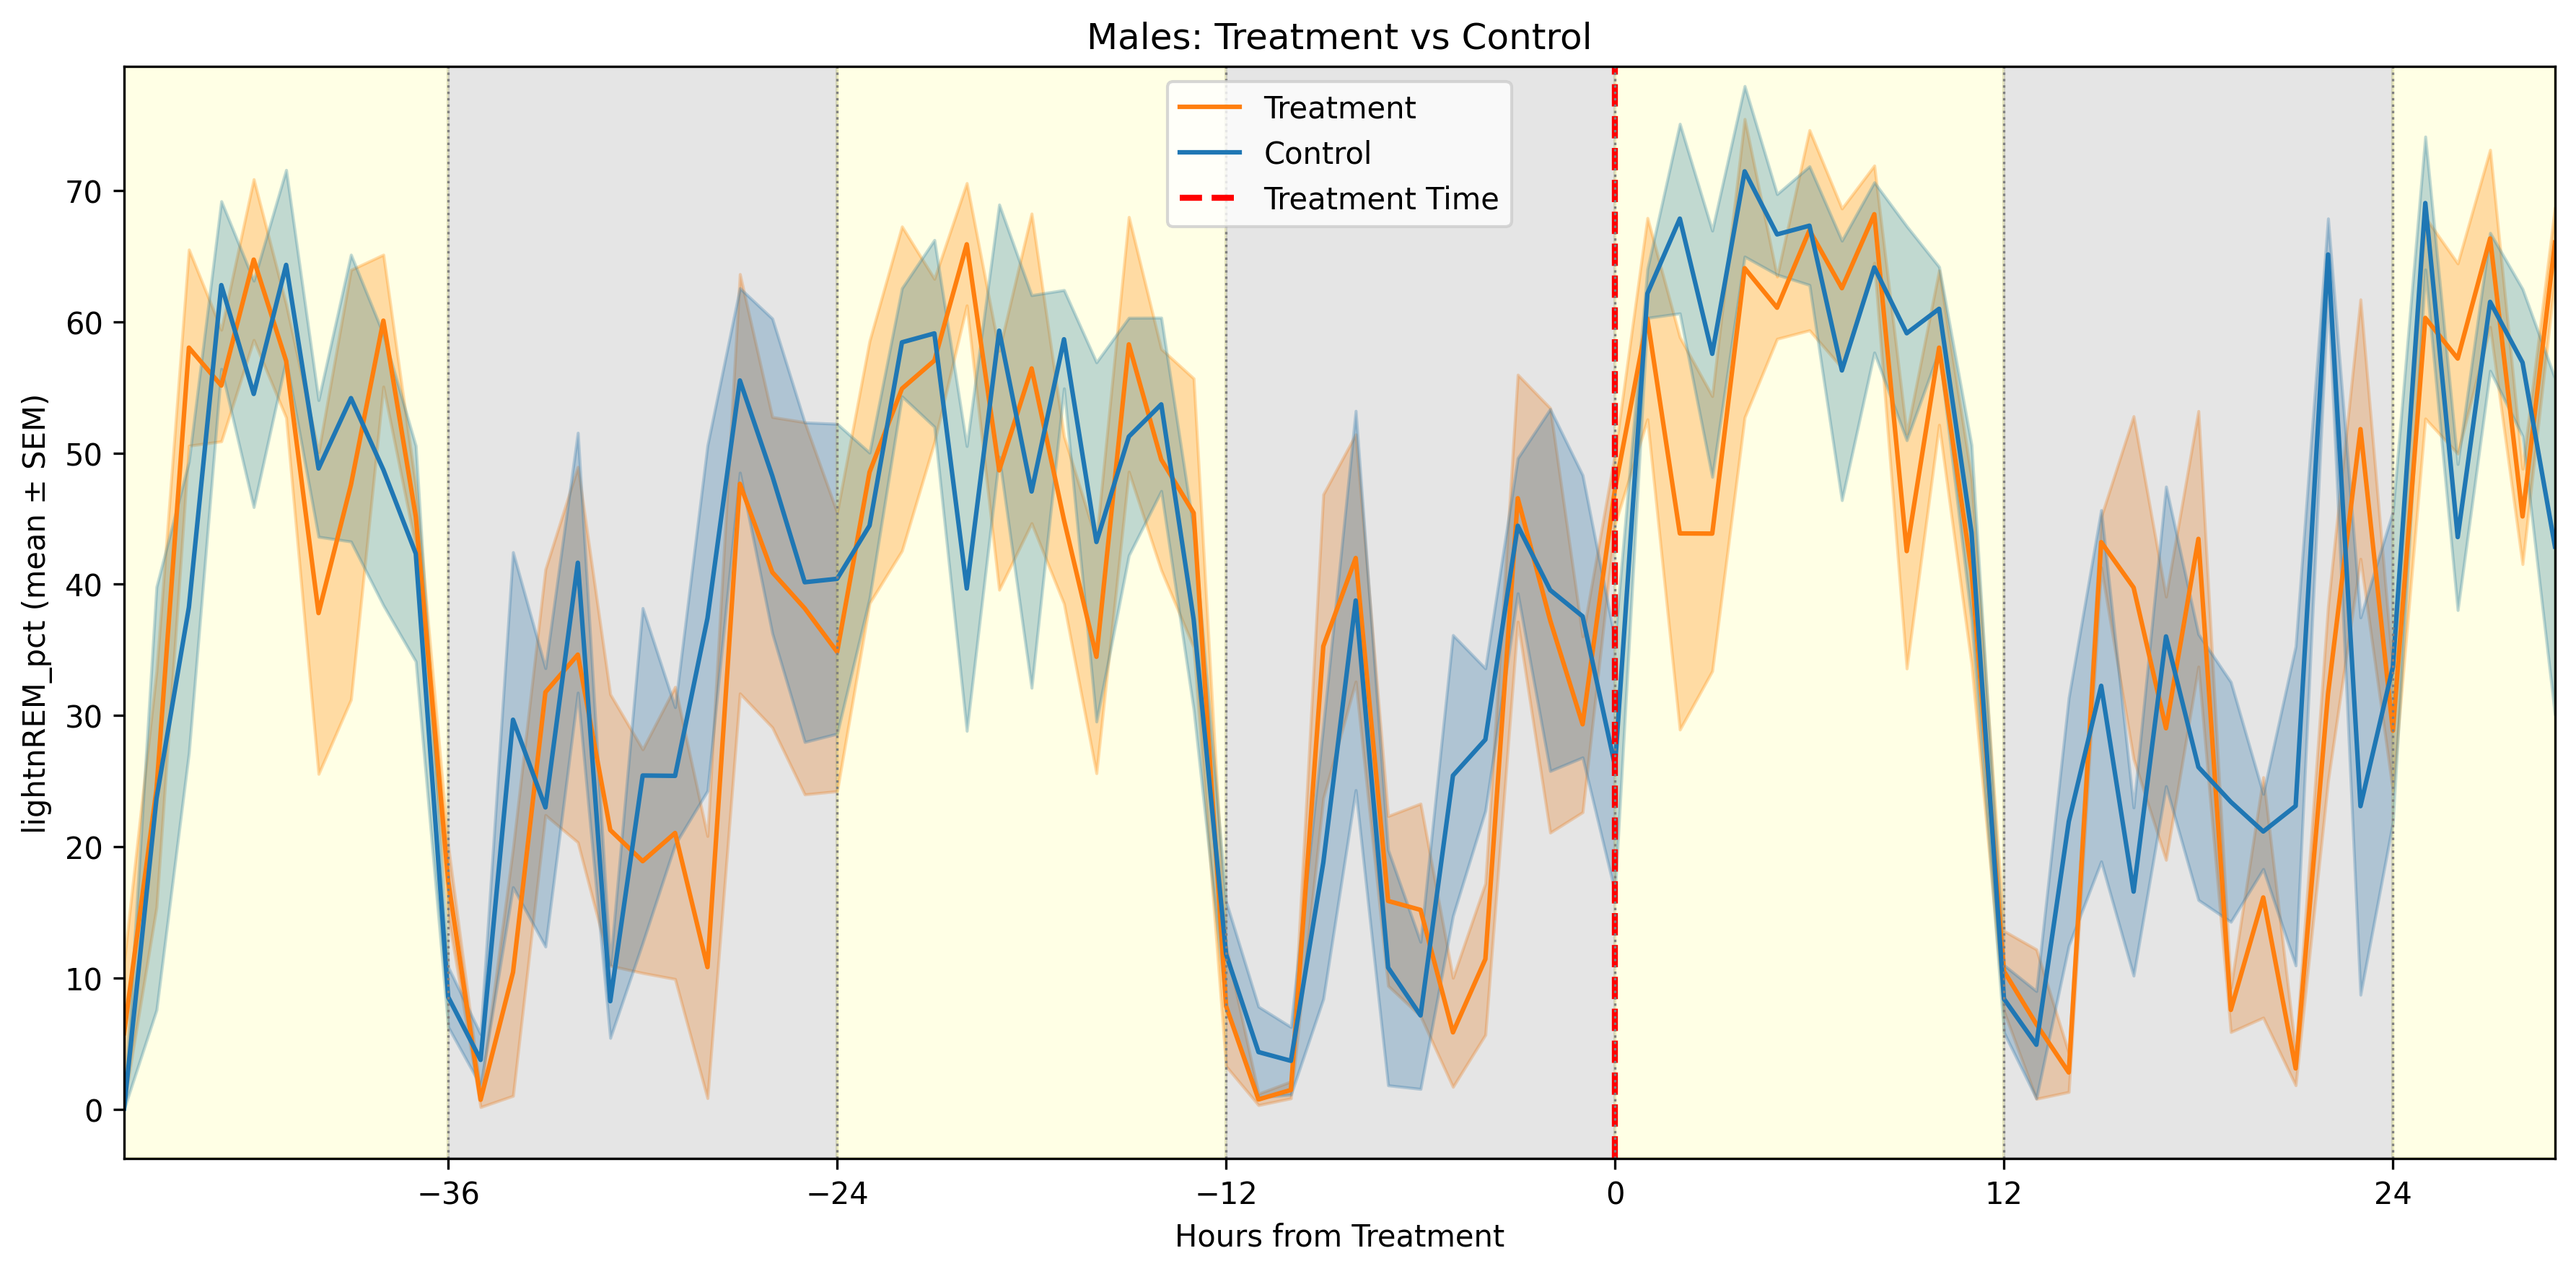 Males: Treatment vs Control
Treatment
Control
Treatment Time
lightnREM_pct (mean ± SEM)
70
60
50
40
30
20
10
0
−36
−24
−12
0
12
24
Hours from Treatment